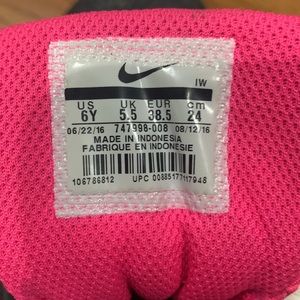 IW
US UK EUR cm
6Y 5.5 38.5 24
06/22/16 747998-008 08/12/16
MADE IN INDONESIA
FABRIQUE EN INDONESIE
106786812 UPC 00885177117948